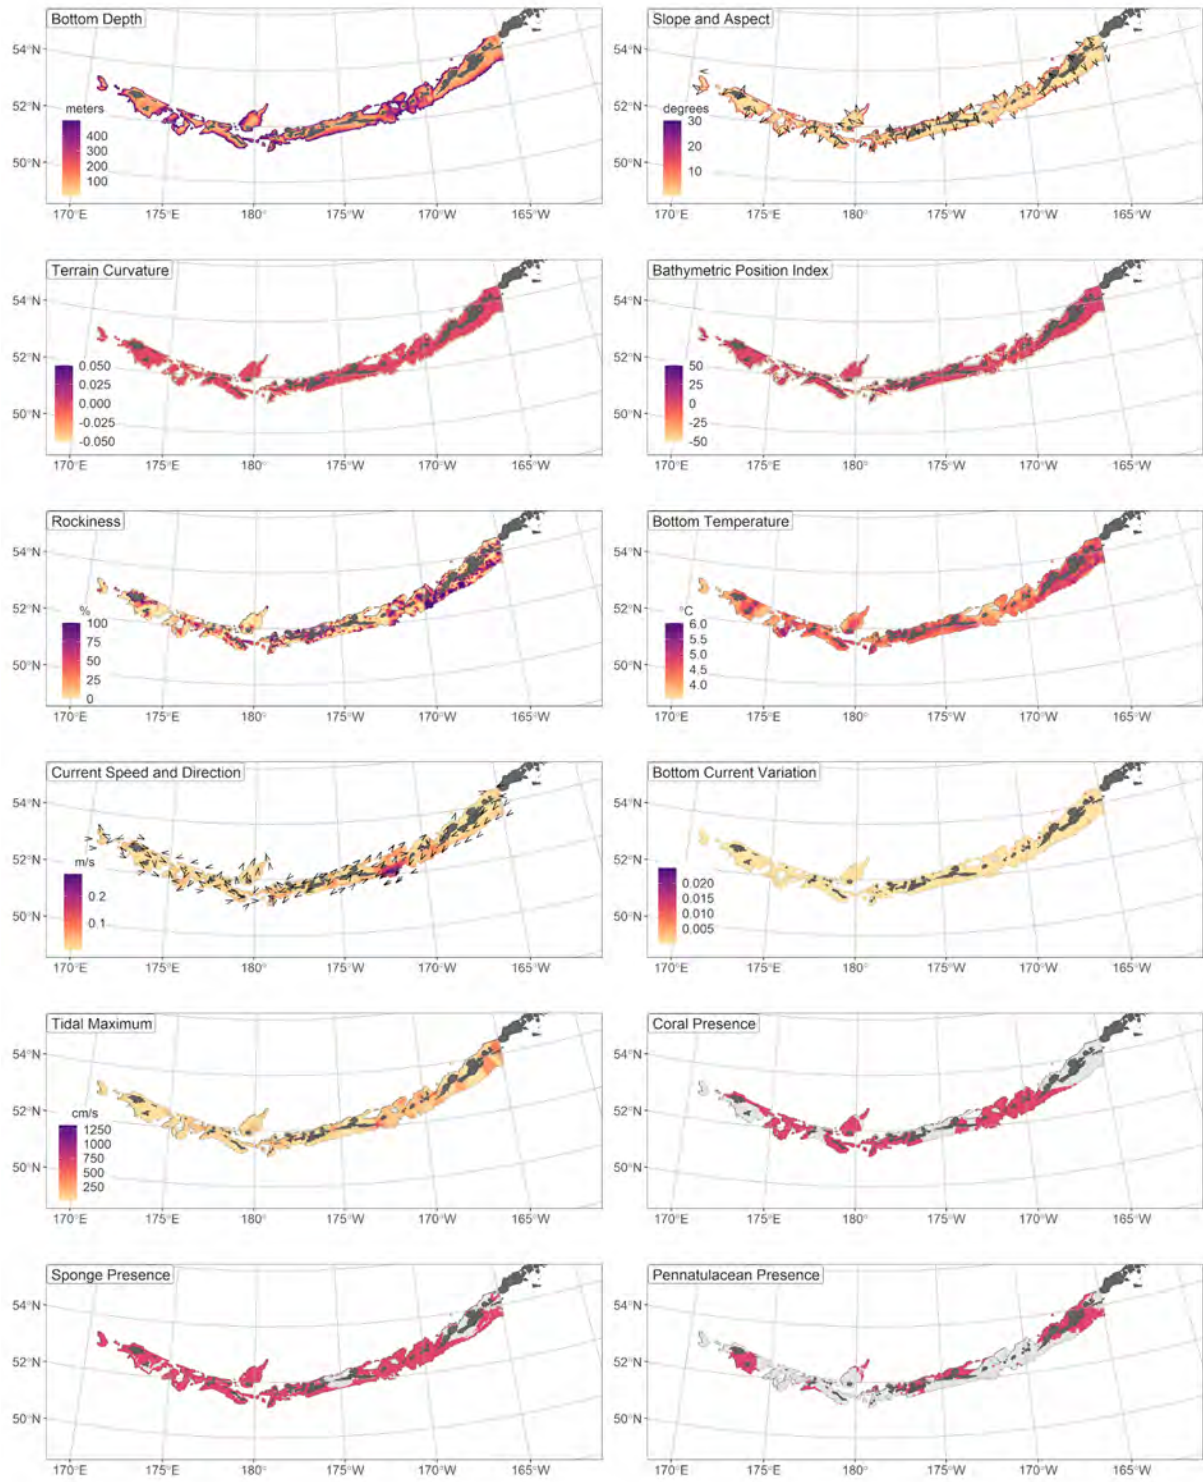 Bottom Depth
54°N
52°N
50°N
meters
400
300
200
100
170°E 175°E 180° 175°W 170°W 165°W
Slope and Aspect
54°N
52°N
50°N
degrees
30
20
10
170°E 175°E 180° 175°W 170°W 165°W
Terrain Curvature
54°N
52°N
50°N
0.050
0.025
0.000
-0.025
-0.050
170°E 175°E 180° 175°W 170°W 165°W
Bathymetric Position Index
54°N
52°N
50°N
50
25
0
-25
-50
170°E 175°E 180° 175°W 170°W 165°W
Rockiness
54°N
52°N
50°N
%
100
75
50
25
0
170°E 175°E 180° 175°W 170°W 165°W
Bottom Temperature
54°N
52°N
50°N
°C
6.0
5.5
5.0
4.5
4.0
170°E 175°E 180° 175°W 170°W 165°W
Current Speed and Direction
54°N
52°N
50°N
m/s
0.2
0.1
170°E 175°E 180° 175°W 170°W 165°W
Bottom Current Variation
54°N
52°N
50°N
0.020
0.015
0.010
0.005
170°E 175°E 180° 175°W 170°W 165°W
Tidal Maximum
54°N
52°N
50°N
cm/s
1250
1000
750
500
250
170°E 175°E 180° 175°W 170°W 165°W
Coral Presence
54°N
52°N
50°N
170°E 175°E 180° 175°W 170°W 165°W
Sponge Presence
54°N
52°N
50°N
170°E 175°E 180° 175°W 170°W 165°W
Pennatulacean Presence
54°N
52°N
50°N
170°E 175°E 180° 175°W 170°W 165°W